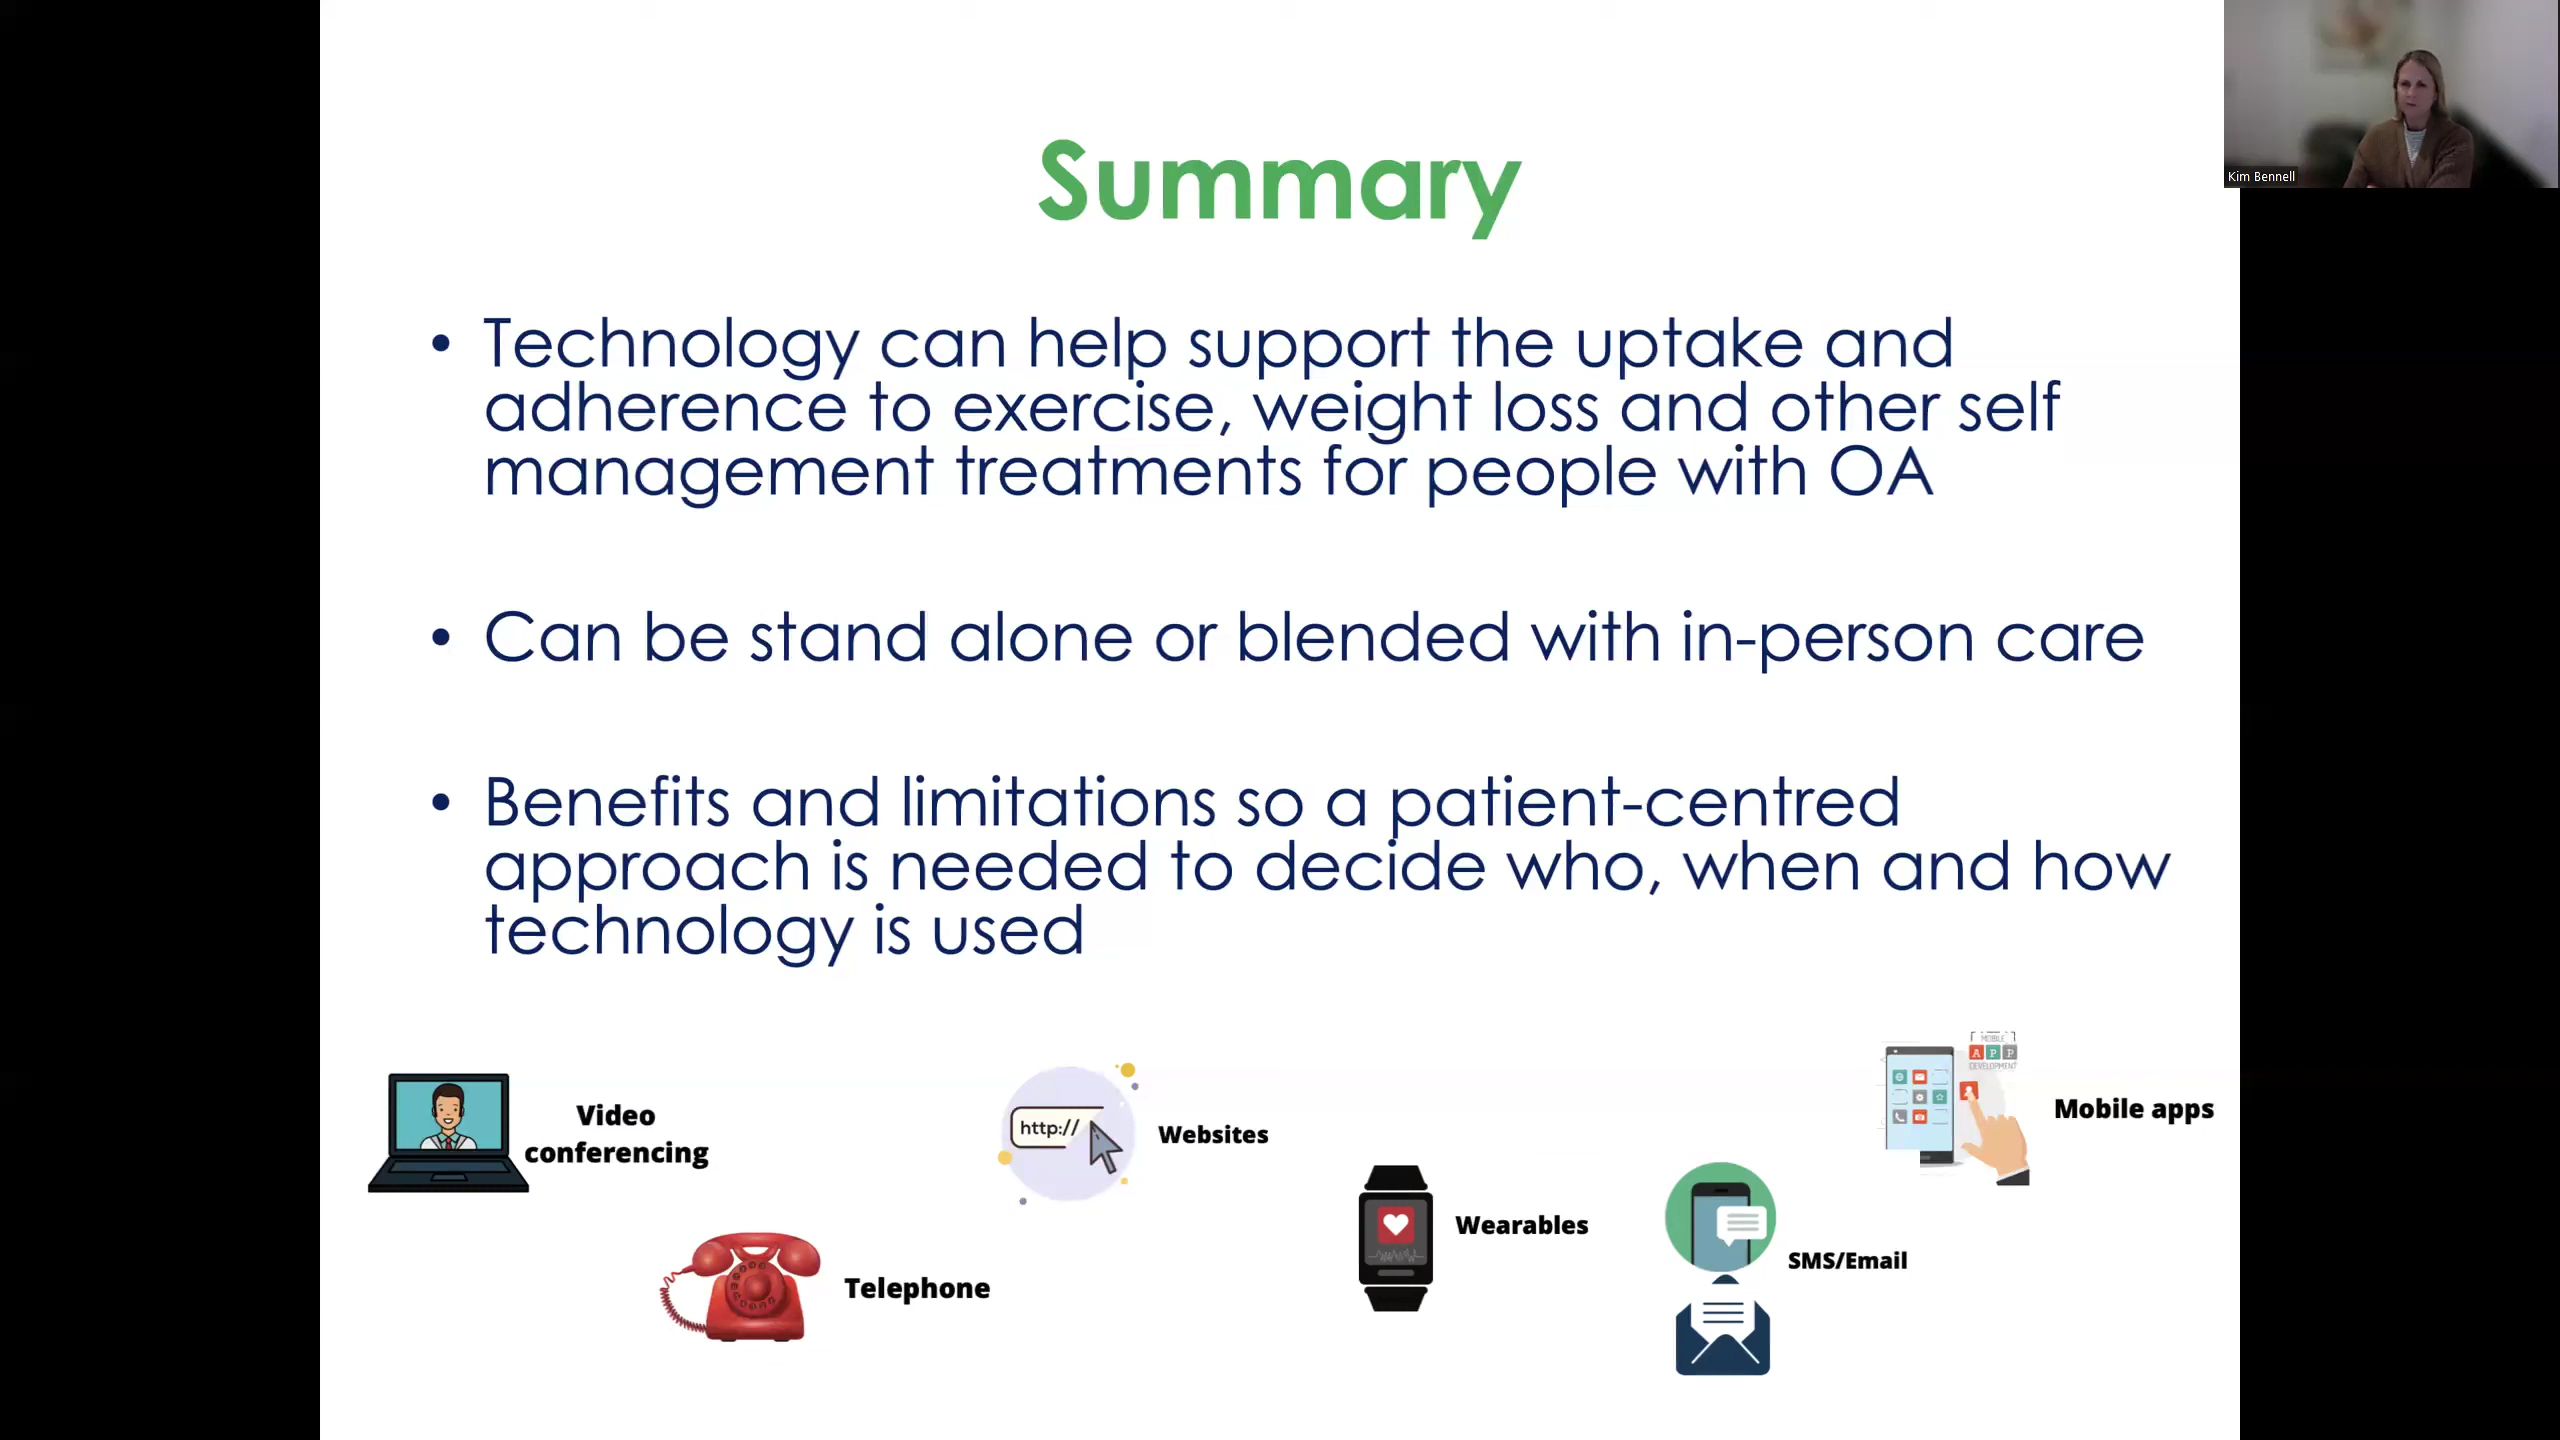 Kim Bennell
Summary
• Technology can help support the uptake and
adherence to exercise, weight loss and other self
management treatments for people with OA
• Can be stand alone or blended with in-person care
• Benefits and limitations so a patient-centred
approach is needed to decide who, when and how
technology is used
Video
conferencing
Telephone
http://
Websites
Wearables
SMS/Email
MOBILE
APP
DEVELOPMENT
Mobile apps